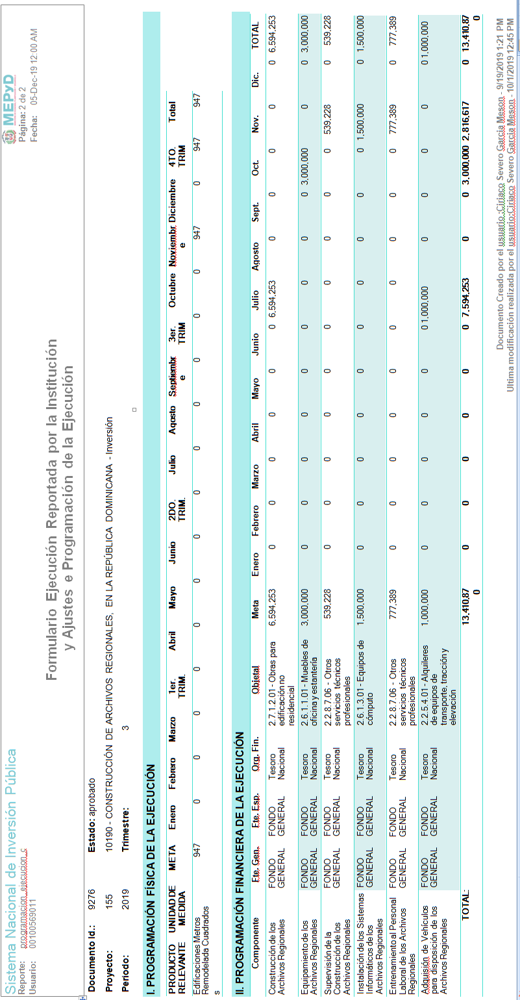 Sistema Nacional de Inversión Pública
MEPyD
Reporte: programacion_ejecucion_c
Página: 2 de 2
Usuario: 00100569011
Fecha: 05-Dec-19 12:00 AM
Formulario Ejecución Reportada por la Institución
y Ajustes e Programación de la Ejecución
Documento Id.: 9276 Estado: aprobado
Proyecto: 155 10190 - CONSTRUCCIÓN DE ARCHIVOS REGIONALES, EN LA REPÚBLICA DOMINICANA - Inversión
Periodo: 2019 Trimestre: 3
I. PROGRAMACIÓN FÍSICA DE LA EJECUCIÓN
PRODUCTO UNIDAD DE META Enero Febrero Marzo 1er. Abril Mayo Junio 2DO. Julio Agosto Septiembr 3er. Octubre Noviembr Diciembre 4TO. Total
RELEVANTE MEDIDA TRIM. TRIM. e TRIM e TRIM
Edificaciones Metros 947 0 0 0 0 0 0 0 0 0 0 0 0 0 947 0 947 947
Remodelada Cuadrados
s
II. PROGRAMACIÓN FINANCIERA DE LA EJECUCIÓN
Componente Fte. Gen. Fte. Esp. Org. Fin. Objetal Meta Enero Febrero Marzo Abril Mayo Junio Julio Agosto Sept. Oct. Nov. Dic. TOTAL
Construcción de los FONDO FONDO Tesoro 2.7.1.2.01 - Obras para 6,594,253 0 0 0 0 0 0 6,594,253 0 0 0 0 0 6,594,253
Archivos Regionales GENERAL GENERAL Nacional edificación no
residencial
Equipamiento de los FONDO FONDO Tesoro 2.6.1.1.01 - Muebles de 3,000,000 0 0 0 0 0 0 0 0 0 3,000,000 0 0 3,000,000
Archivos Regionales GENERAL GENERAL Nacional oficina y estantería
Supervisión de la FONDO FONDO Tesoro 2.2.8.7.06 - Otros 539,228 0 0 0 0 0 0 0 0 0 0 539,228 0 539,228
Construcción de los GENERAL GENERAL Nacional servicios técnicos
Archivos Regionales profesionales
Instalación de los Sistemas FONDO FONDO Tesoro 2.6.1.3.01 - Equipos de 1,500,000 0 0 0 0 0 0 0 0 0 0 1,500,000 0 1,500,000
Informáticos de los GENERAL GENERAL Nacional cómputo
Archivos Regionales
Entrenamiento al Personal FONDO FONDO Tesoro 2.2.8.7.06 - Otros 777,389 0 0 0 0 0 0 0 0 0 0 777,389 0 777,389
Laboral de los Archivos GENERAL GENERAL Nacional servicios técnicos
Regionales profesionales
Adquisición de Vehículos FONDO FONDO Tesoro 2.2.5.4.01 - Alquileres 1,000,000 0 0 0 0 0 0 1,000,000 0 0 0 0 0 1,000,000
para disposición de los GENERAL GENERAL Nacional de equipos de
Archivos Regionales transporte, tracción y
elevación
TOTAL: 13,410,87 0 0 0 0 0 0 7,594,253 0 0 3,000,000 2,816,617 0 13,410,87
0 0
Documento Creado por el usuario :Ciriaco Severo Garcia Meson - 9/19/2019 1:21 PM
Ultima modificación realizada por el usuario:Ciriaco Severo Garcia Meson - 10/1/2019 12:45 PM